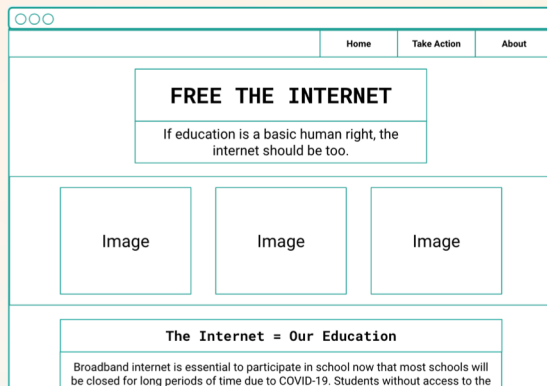 Home Take Action About
FREE THE INTERNET
If education is a basic human right, the
internet should be too.
Image Image Image
The Internet = Our Education
Broadband internet is essential to participate in school now that most schools will
be closed for long periods of time due to COVID-19. Students without access to the